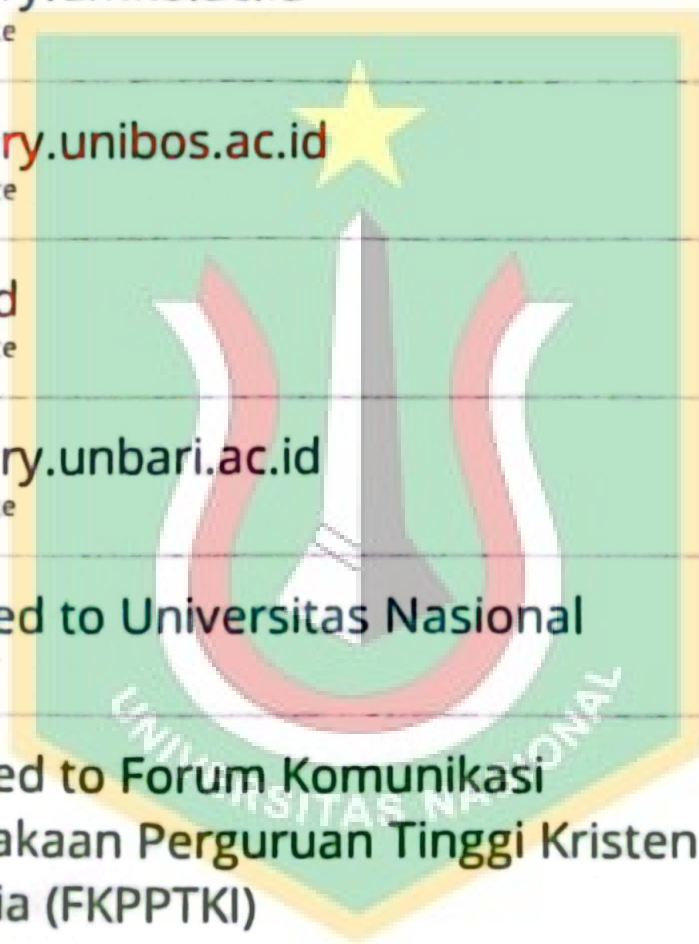 e
ry.unibos.ac.id
e
d
e
ry.unbari.ac.id
e
ed to Universitas Nasional
ed to Forum Komunikasi
akaan Perguruan Tinggi Kristen
ia (FKPPTKI)
UNIVERSITAS NASIONAL